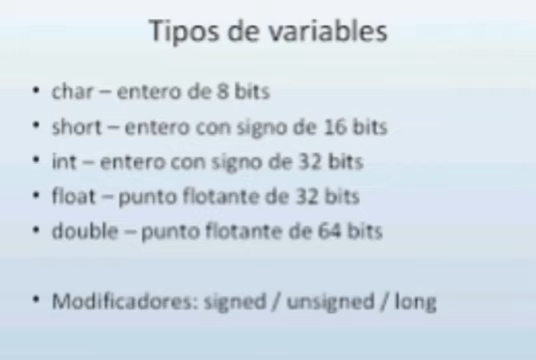 Tipos de variables
• char – entero de 8 bits
• short – entero con signo de 16 bits
• int – entero con signo de 32 bits
• float – punto flotante de 32 bits
• double – punto flotante de 64 bits
• Modificadores: signed / unsigned / long